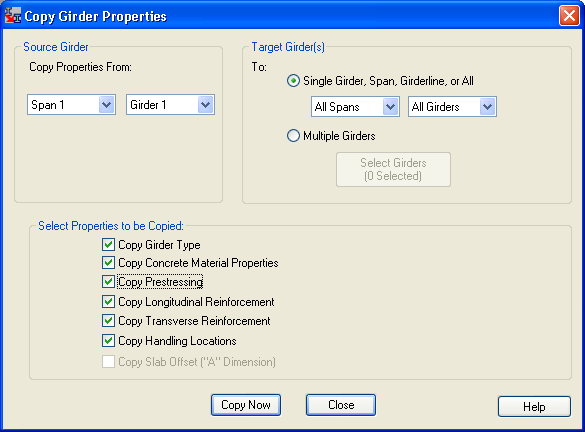 Copy Girder Properties
Source Girder
Copy Properties From:
Span 1
Girder 1
Target Girder(s)
To:
Single Girder, Span, Girderline, or All
All Spans
All Girders
Multiple Girders
Select Girders
(0 Selected)
Select Properties to be Copied:
Copy Girder Type
Copy Concrete Material Properties
Copy Prestressing
Copy Longitudinal Reinforcement
Copy Transverse Reinforcement
Copy Handling Locations
Copy Slab Offset ("A" Dimension)
Copy Now
Close
Help